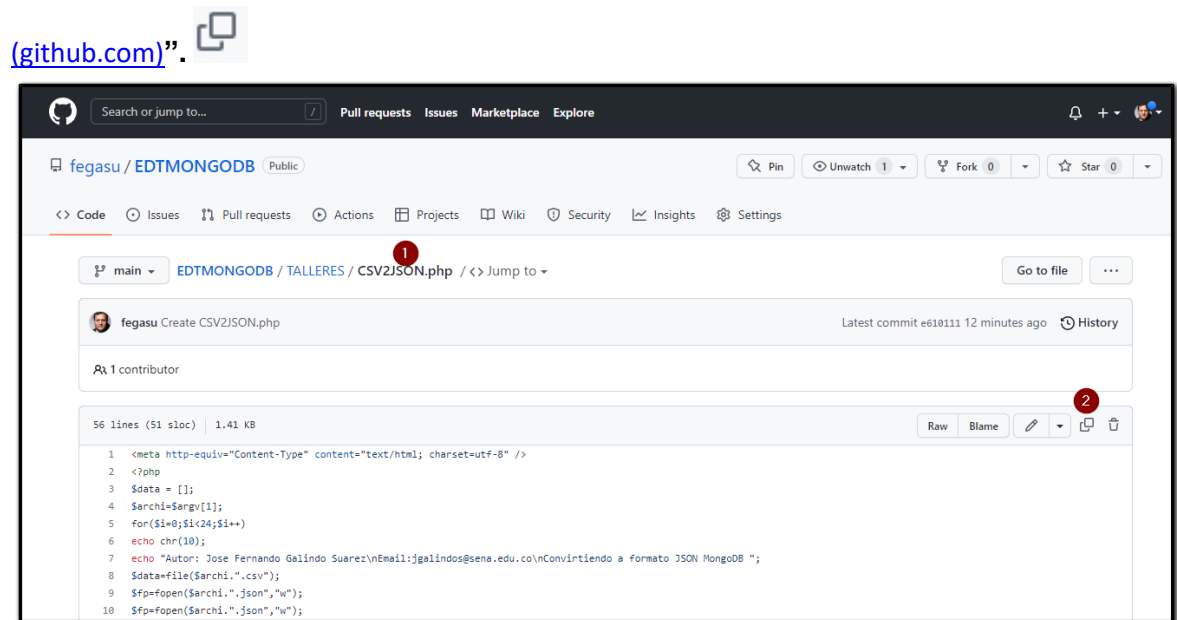 (github.com)”.
Search or jump to... / Pull requests Issues Marketplace Explore
fegasu / EDTMONGODB Public Pin Unwatch 1 Fork 0 Star 0
<> Code Issues Pull requests Actions Projects Wiki Security Insights Settings
1
main EDTMONGODB / TALLERES / CSV2JSON.php / <> Jump to Go to file ...
fegasu Create CSV2JSON.php Latest commit e610111 12 minutes ago History
1 contributor
2
56 lines (51 sloc) 1.41 KB Raw Blame
1 <meta http-equiv="Content-Type" content="text/html; charset=utf-8" />
2 <?php
3 $data = [];
4 $archi=$argv[1];
5 for($i=0;$i<24;$i++)
6 echo chr(10);
7 echo "Autor: Jose Fernando Galindo Suarez\nEmail:jgalindos@sena.edu.co\nConvirtiendo a formato JSON MongoDB ";
8 $data=file($archi.".csv");
9 $fp=fopen($archi.".json","w");
10 $fp=fopen($archi.".json","w");